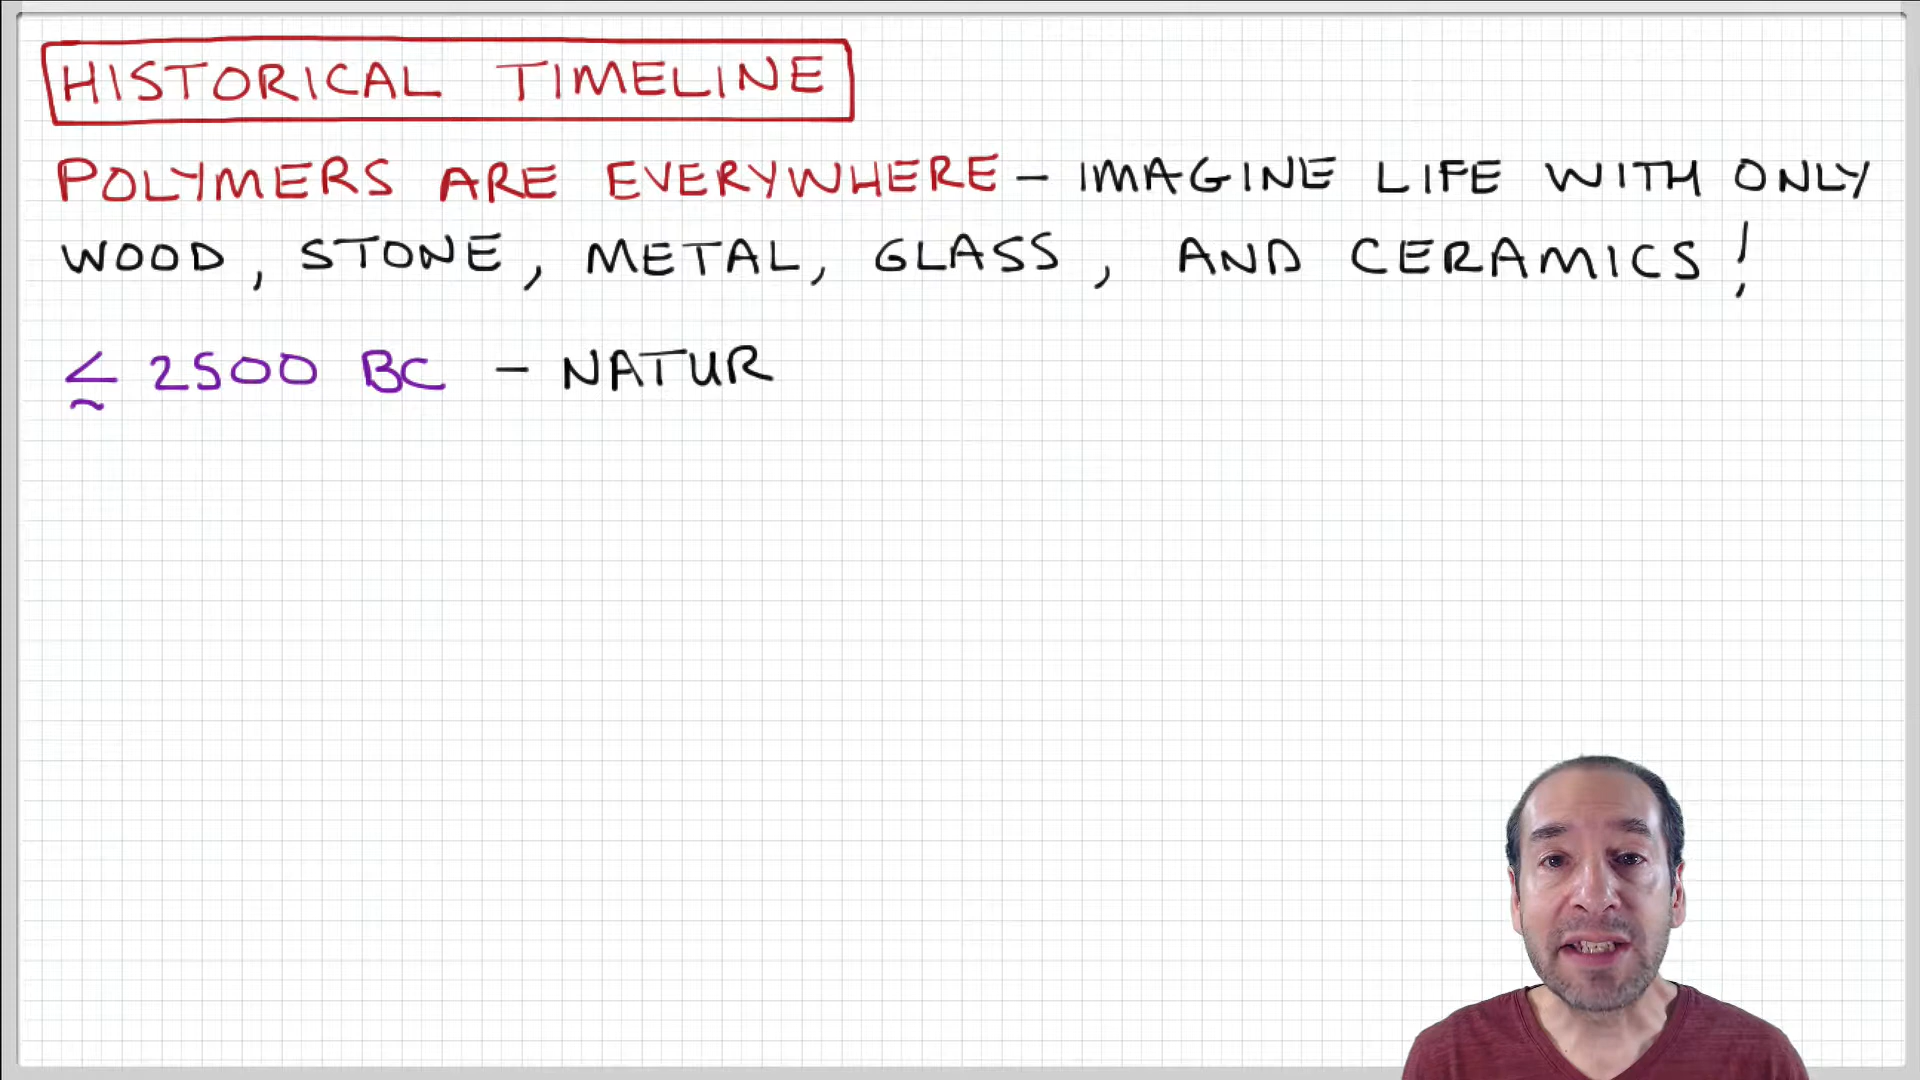 HISTORICAL TIMELINE
POLYMERS ARE EVERYWHERE – IMAGINE LIFE WITH ONLY
WOOD, STONE, METAL, GLASS, AND CERAMICS!
≲ 2500 BC – NATUR